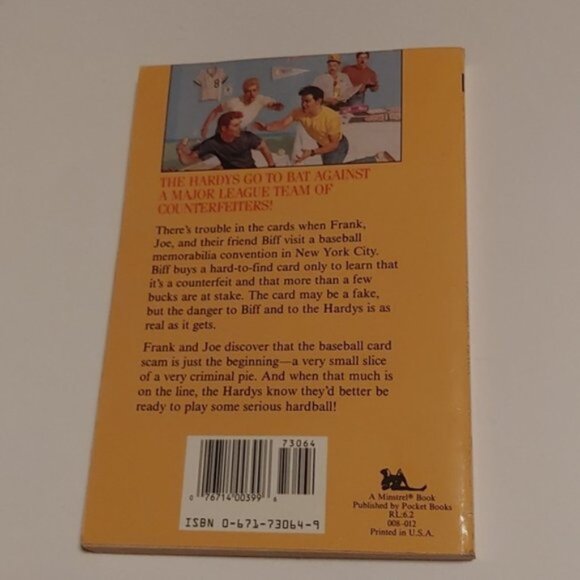 8
THE HARDYS GO TO BAT AGAINST
A MAJOR LEAGUE TEAM OF
COUNTERFEITERS!
There's trouble in the cards when Frank,
Joe, and their friend Biff visit a baseball
memorabilia convention in New York City.
Biff buys a hard-to-find card only to learn that
it's a counterfeit and that more than a few
bucks are at stake. The card may be a fake,
but the danger to Biff and to the Hardys is as
real as it gets.
Frank and Joe discover that the baseball card
scam is just the beginning—a very small slice
of a very criminal pie. And when that much is
on the line, the Hardys know they'd better be
ready to play some serious hardball!
73064
0 76714 00399 6
ISBN 0-671-73064-9
A Minstrel® Book
Published by Pocket Books
RL:6.2
008-012
Printed in U.S.A.